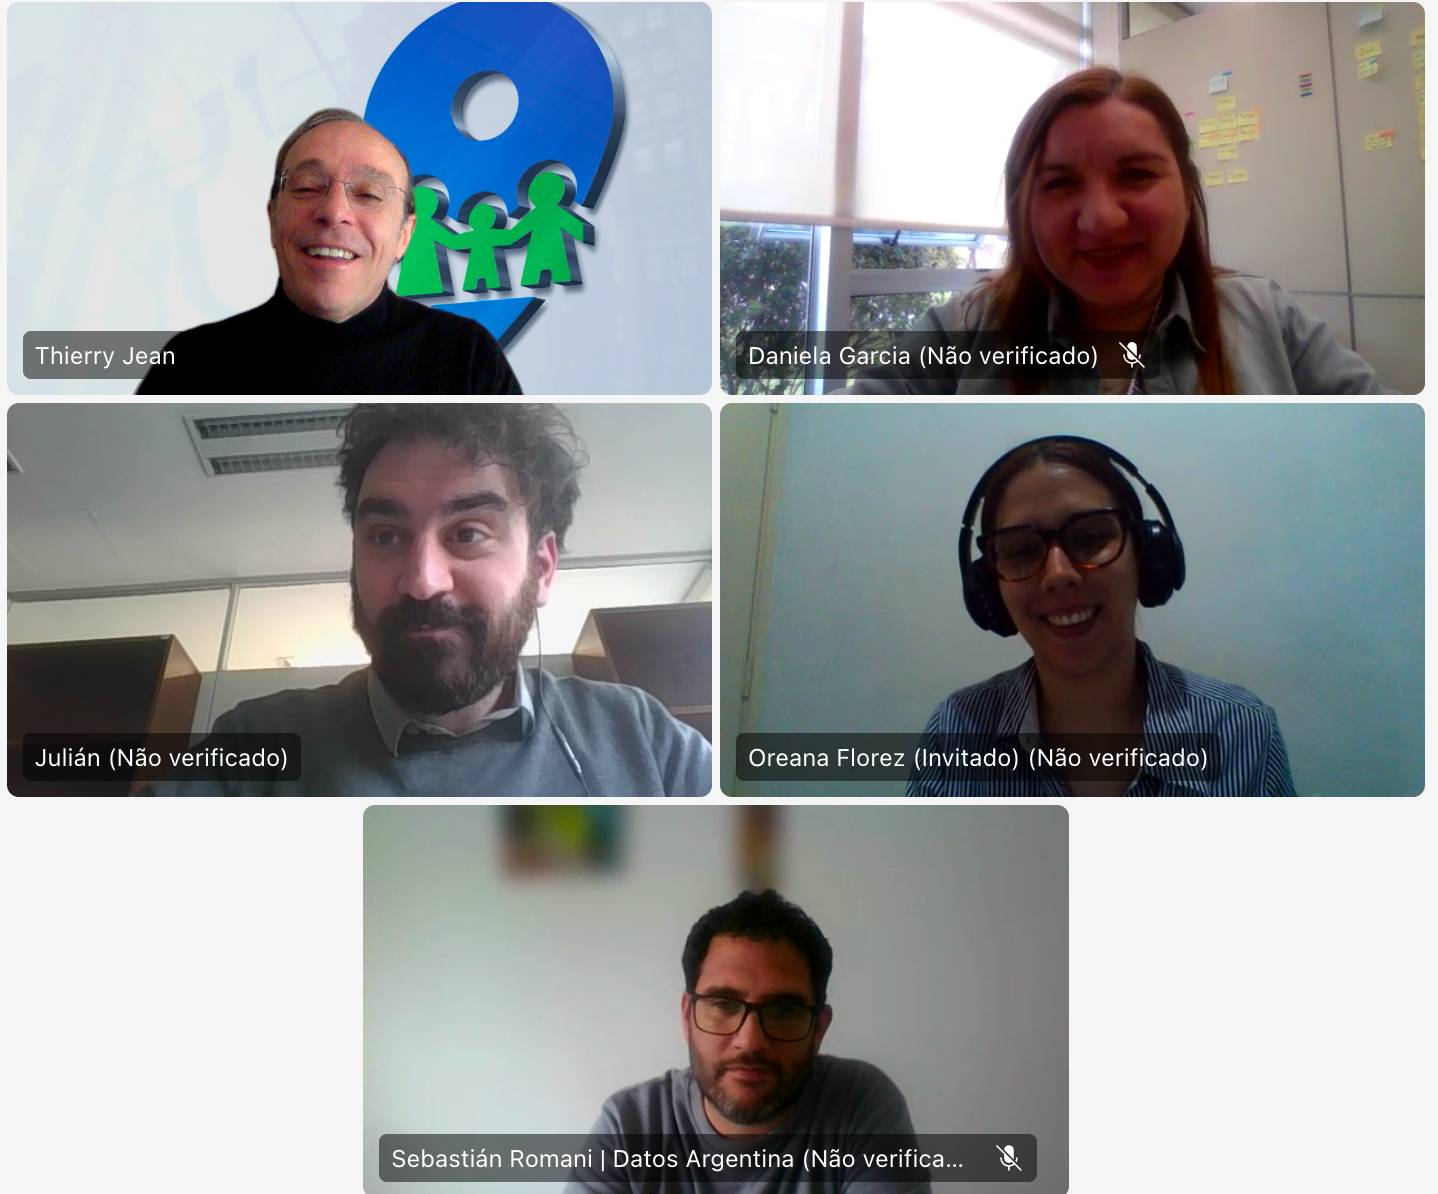 Thierry Jean
Daniela Garcia (Não verificado)
Julián (Não verificado)
Oreana Florez (Invitado) (Não verificado)
Sebastián Romani | Datos Argentina (Não verifica...